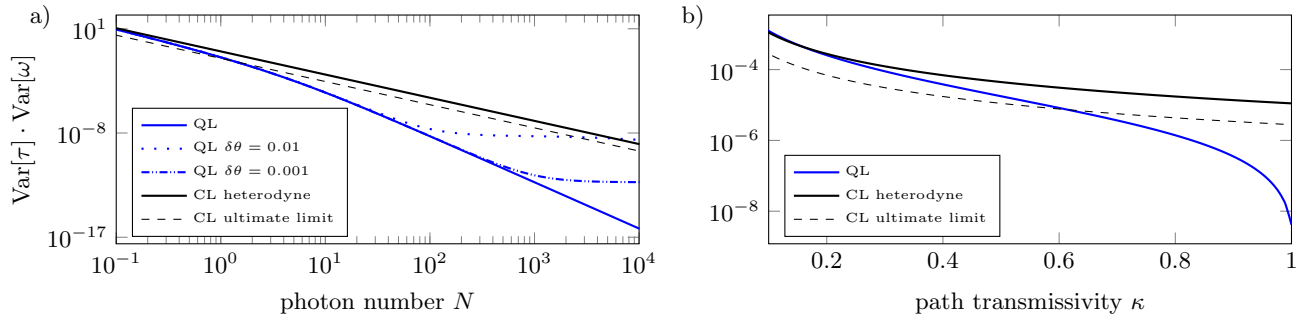 a)
Var[τ] · Var[ω]
10^1
10^−8
10^−17
QL
QL δθ = 0.01
QL δθ = 0.001
CL heterodyne
CL ultimate limit
10^−1
10^0
10^1
10^2
10^3
10^4
photon number N
b)
10^−4
10^−6
10^−8
QL
CL heterodyne
CL ultimate limit
0.2
0.4
0.6
0.8
1
path transmissivity κ